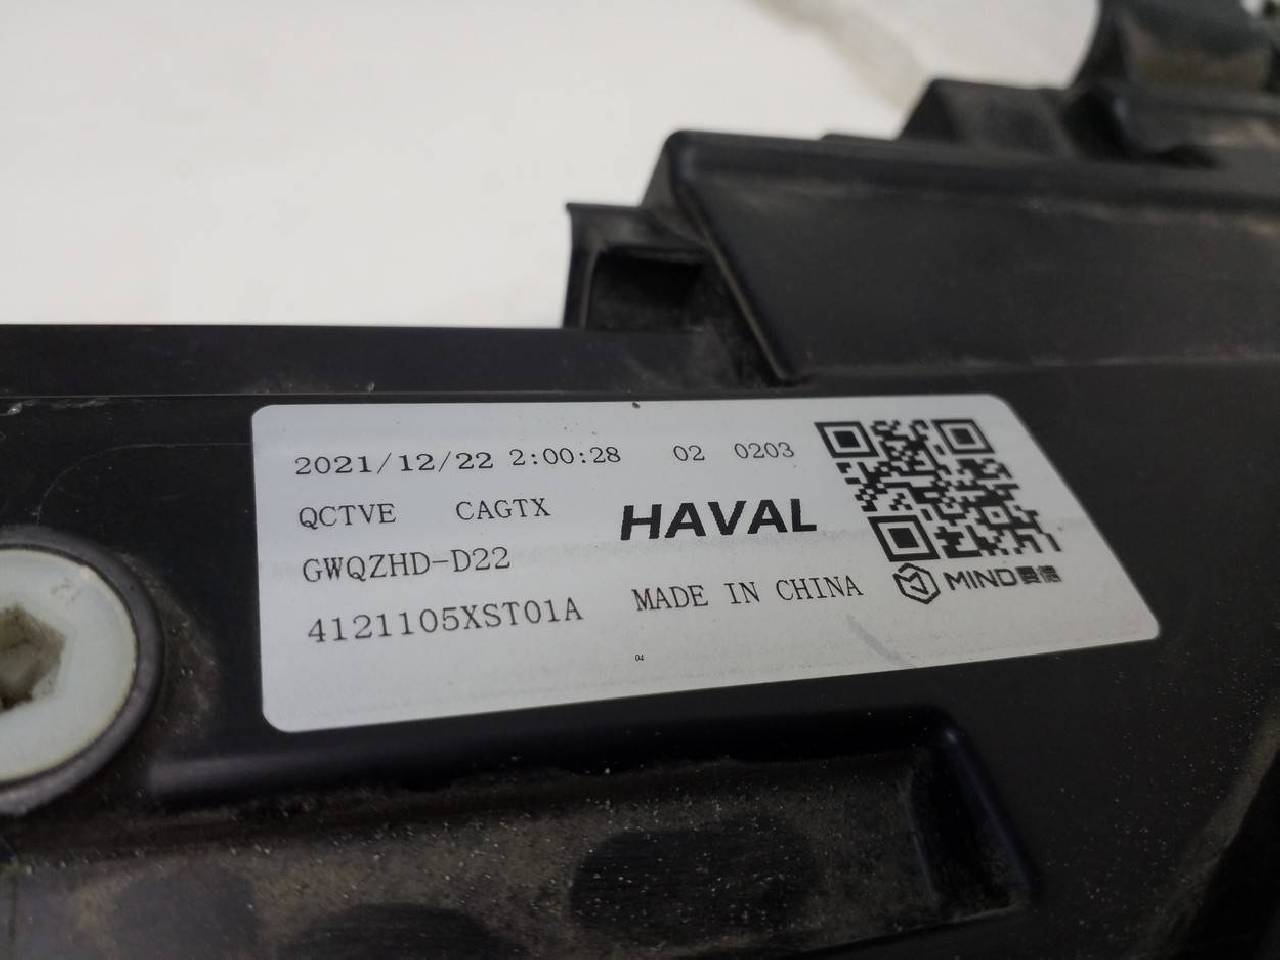 2021/12/22 2:00:28 02 0203
QCTVE CAGTX
HAVAL
GWQZHD-D22
4121105XST01A MADE IN CHINA
MIND